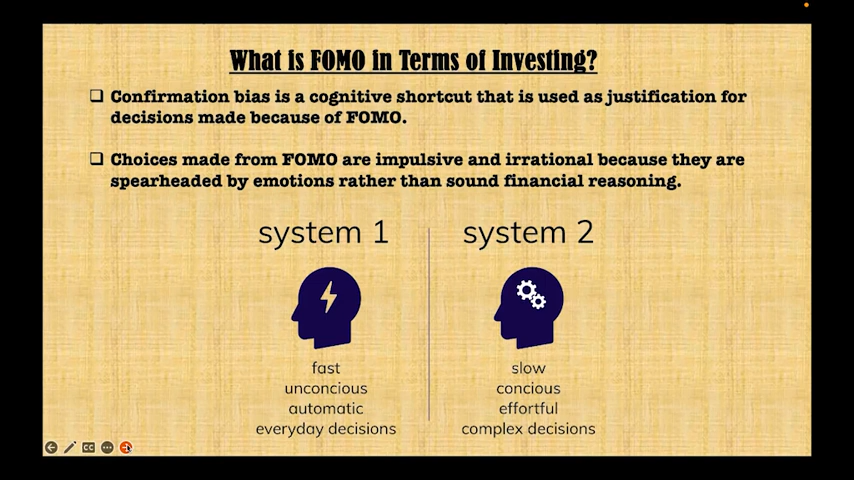 What is FOMO in Terms of Investing?
❑ Confirmation bias is a cognitive shortcut that is used as justification for
decisions made because of FOMO.
❑ Choices made from FOMO are impulsive and irrational because they are
spearheaded by emotions rather than sound financial reasoning.
system 1
fast
unconcious
automatic
everyday decisions
system 2
slow
concious
effortful
complex decisions
CC